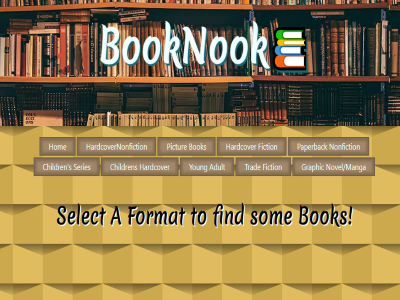 BookNook
Home HardcoverNonfiction Picture Books Hardcover Fiction Paperback Nonfiction
Children's Series Childrens Hardcover Young Adult Trade Fiction Graphic Novel/Manga
Select A Format to find some Books!